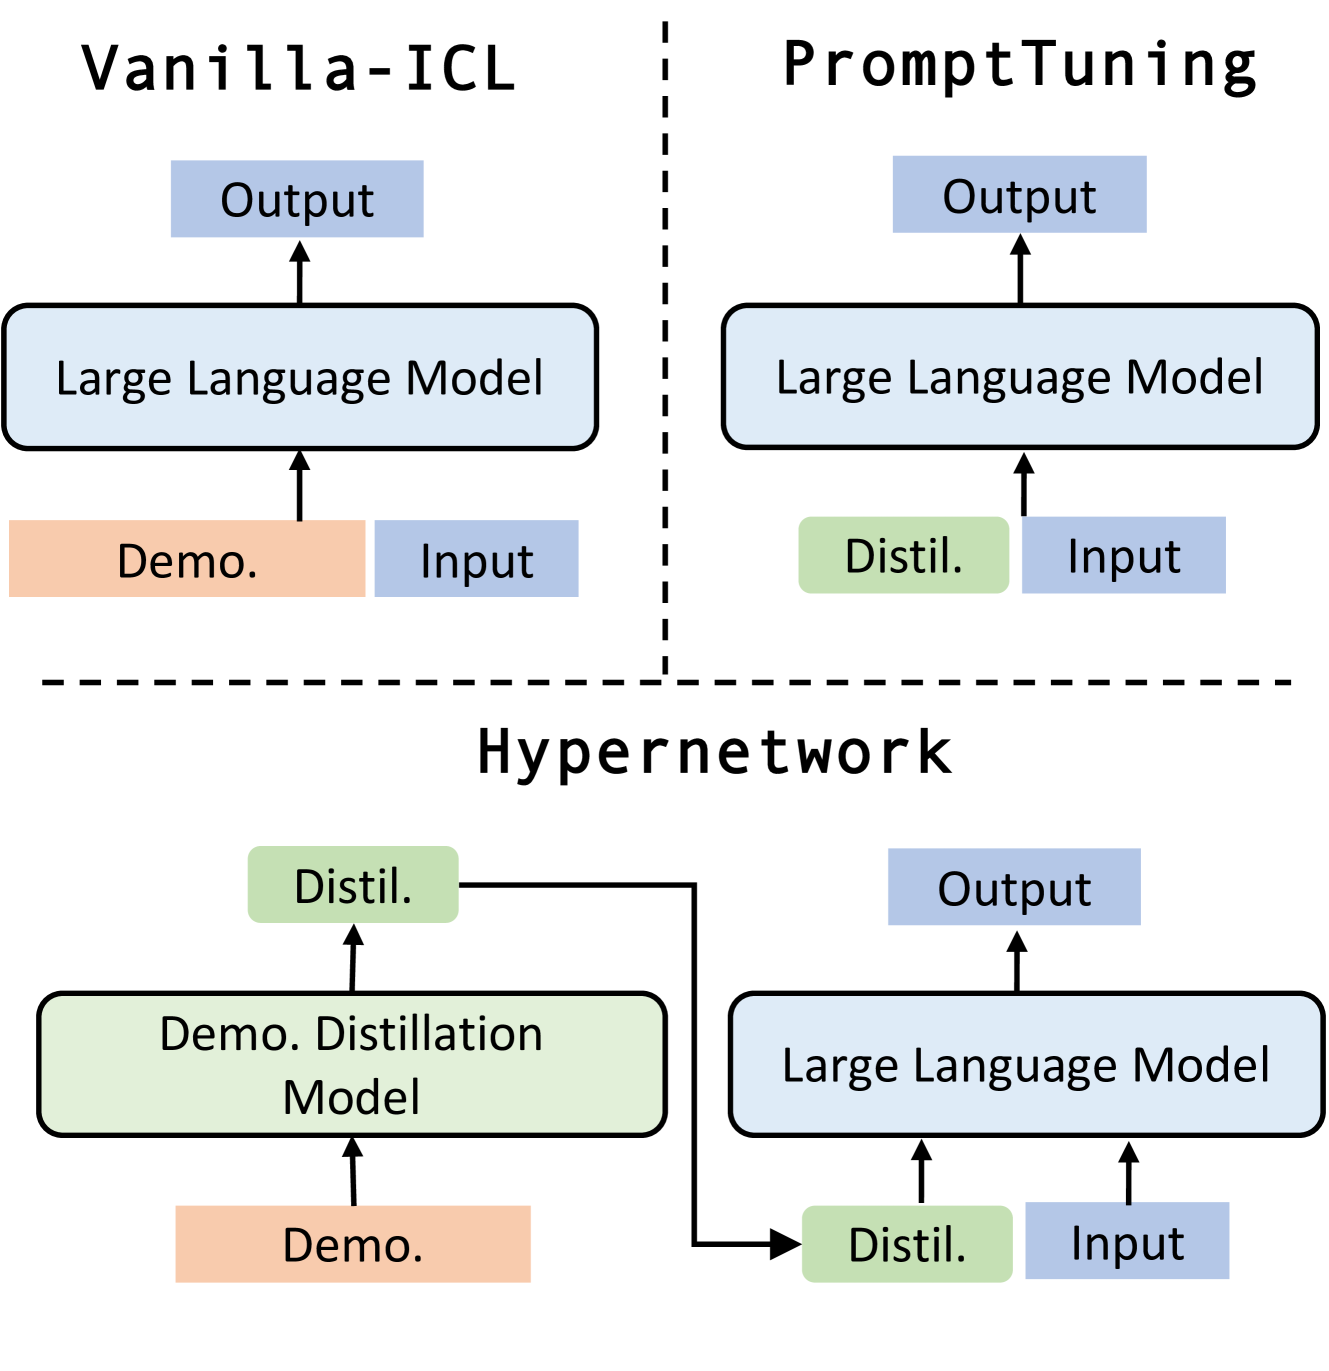 Vanilla-ICL
Output
Large Language Model
Demo.
Input
PromptTuning
Output
Large Language Model
Distil.
Input
Hypernetwork
Distil.
Demo. Distillation
Model
Demo.
Output
Large Language Model
Distil.
Input